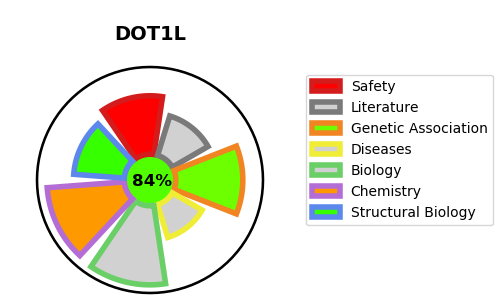 DOT1L
84%
Safety
Literature
Genetic Association
Diseases
Biology
Chemistry
Structural Biology